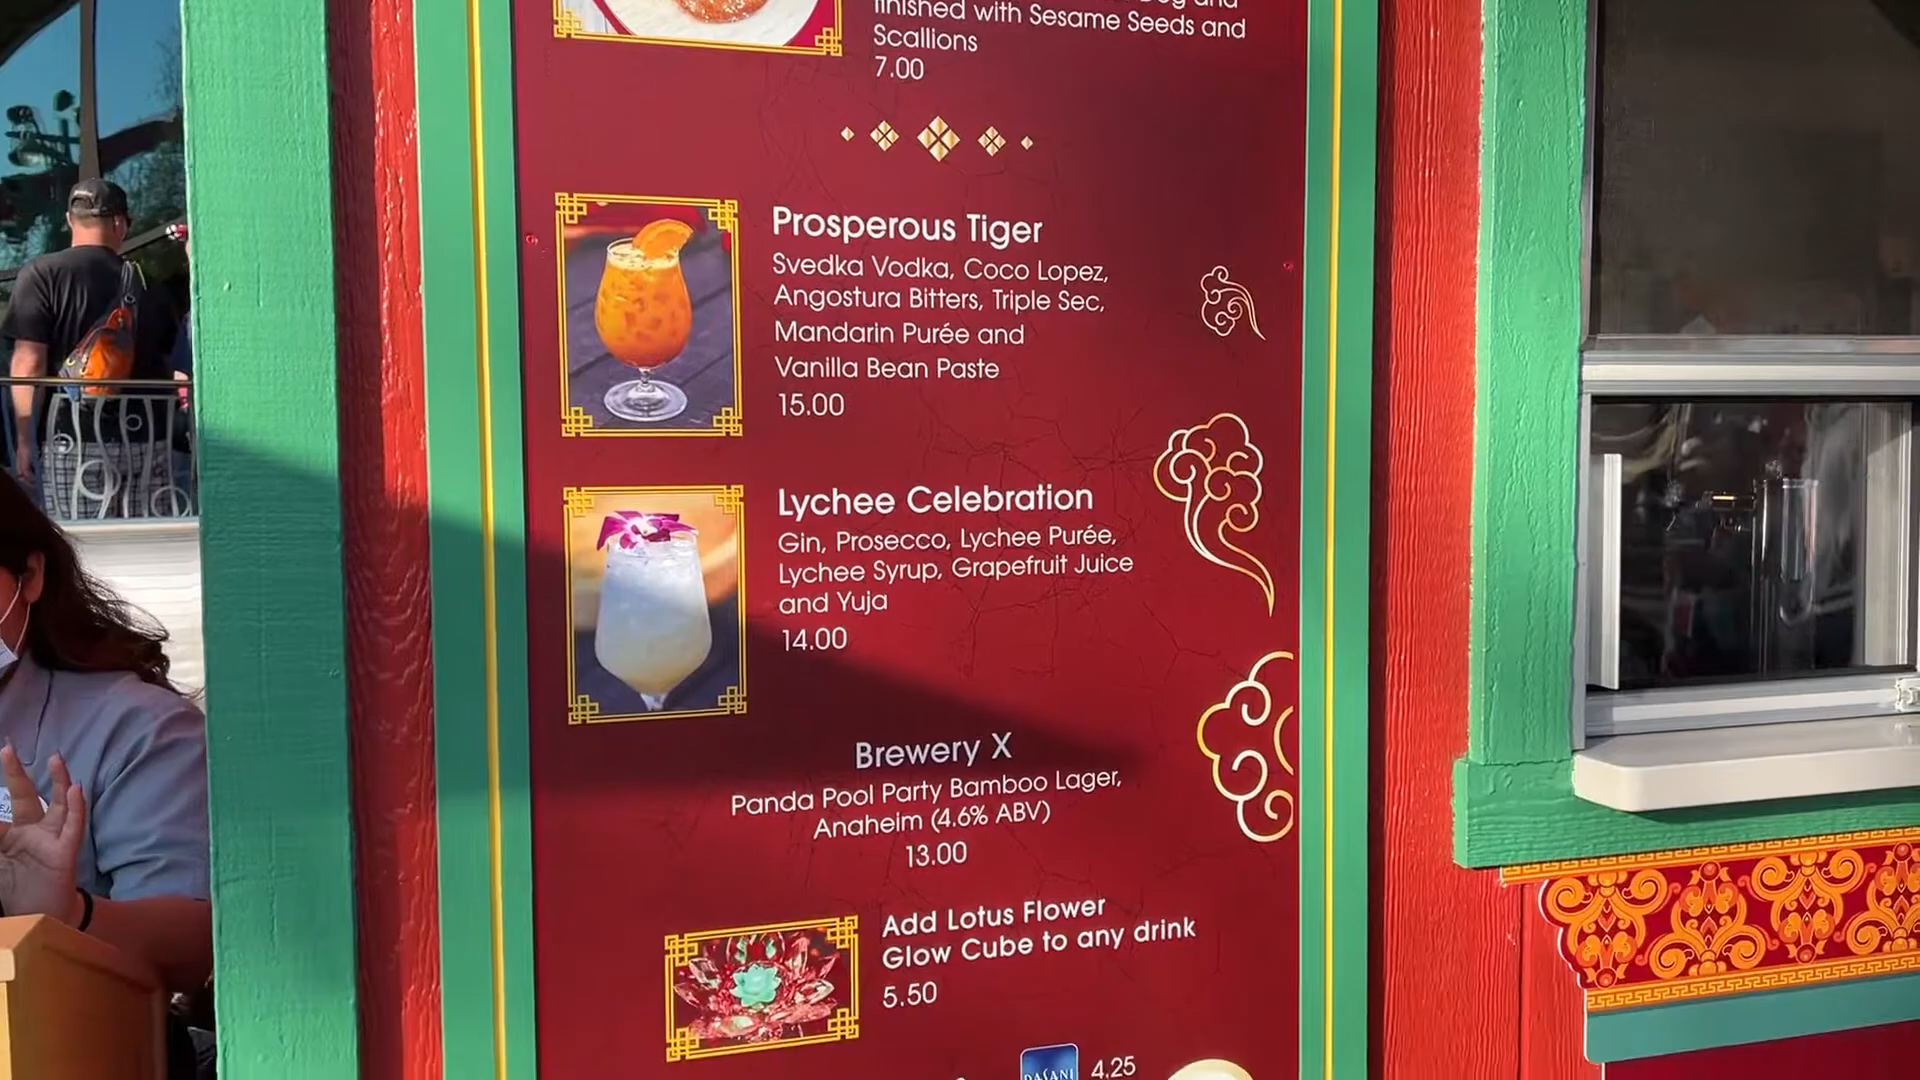 finished with Sesame Seeds and
Scallions
7.00
Prosperous Tiger
Svedka Vodka, Coco Lopez,
Angostura Bitters, Triple Sec,
Mandarin Purée and
Vanilla Bean Paste
15.00
Lychee Celebration
Gin, Prosecco, Lychee Purée,
Lychee Syrup, Grapefruit Juice
and Yuja
14.00
Brewery X
Panda Pool Party Bamboo Lager,
Anaheim (4.6% ABV)
13.00
Add Lotus Flower
Glow Cube to any drink
5.50
DASANI
4.25